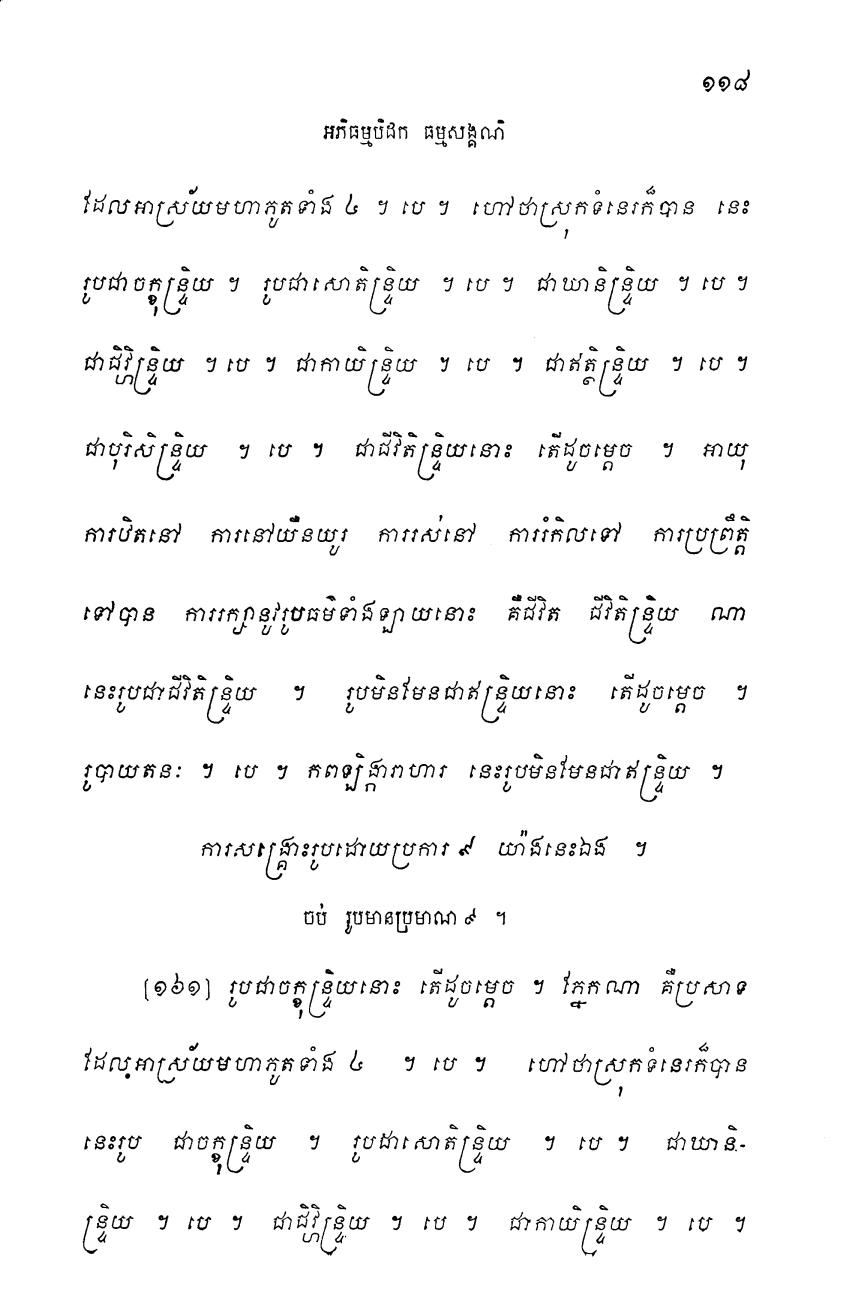 ១១៨
អភិធម្មបិដក ធម្មសង្គណិ
ដែលអាស្រ័យមហាភូតទាំង ៤ ។ បេ ។ ហៅថាស្រុកទំនេរក៏បាន នេះ
រូបជាចក្ខុន្ទ្រិយ ។ រូបជាសោតិន្ទ្រិយ ។ បេ ។ ជាឃានិន្ទ្រិយ ។ បេ ។
ជាជិវ្ហិន្ទ្រិយ ។ បេ ។ ជាកាយិន្ទ្រិយ ។ បេ ។ ជាឥត្ថិន្ទ្រិយ ។ បេ ។
ជាបុរិសិន្ទ្រិយ ។ បេ ។ ជាជីវិតិន្ទ្រិយនោះ តើដូចម្តេច ។ អាយុ
ការឋិតនៅ ការនៅយឺនយូរ ការរស់នៅ ការរំកិលទៅ ការប្រព្រឹត្តិ
ទៅបាន ការរក្សានូវរូបធម៌ទាំងឡាយនោះ គឺជីវិត ជីវិតិន្ទ្រិយ ណា
នេះរូបជាជីវិតិន្ទ្រិយ ។ រូបមិនមែនជាឥន្ទ្រិយនោះ តើដូចម្តេច ។
រូបាយតនៈ ។ បេ ។ កពឡិង្ការាហារ នេះរូបមិនមែនជាឥន្ទ្រិយ ។
ការសង្គ្រោះរូបដោយប្រការ ៩ យ៉ាងនេះឯង ។
ចប់ រូបមានប្រមាណ ៩ ។
[១៦១] រូបជាចក្ខុន្ទ្រិយនោះ តើដូចម្តេច ។ ភ្នែកណា គឺប្រសាទ
ដែលអាស្រ័យមហាភូតទាំង ៤ ។ បេ ។ ហៅថាស្រុកទំនេរក៏បាន
នេះរូប ជាចក្ខុន្ទ្រិយ ។ រូបជាសោតិន្ទ្រិយ ។ បេ ។ ជាឃានិ-
ន្ទ្រិយ ។ បេ ។ ជាជិវ្ហិន្ទ្រិយ ។ បេ ។ ជាកាយិន្ទ្រិយ ។ បេ ។